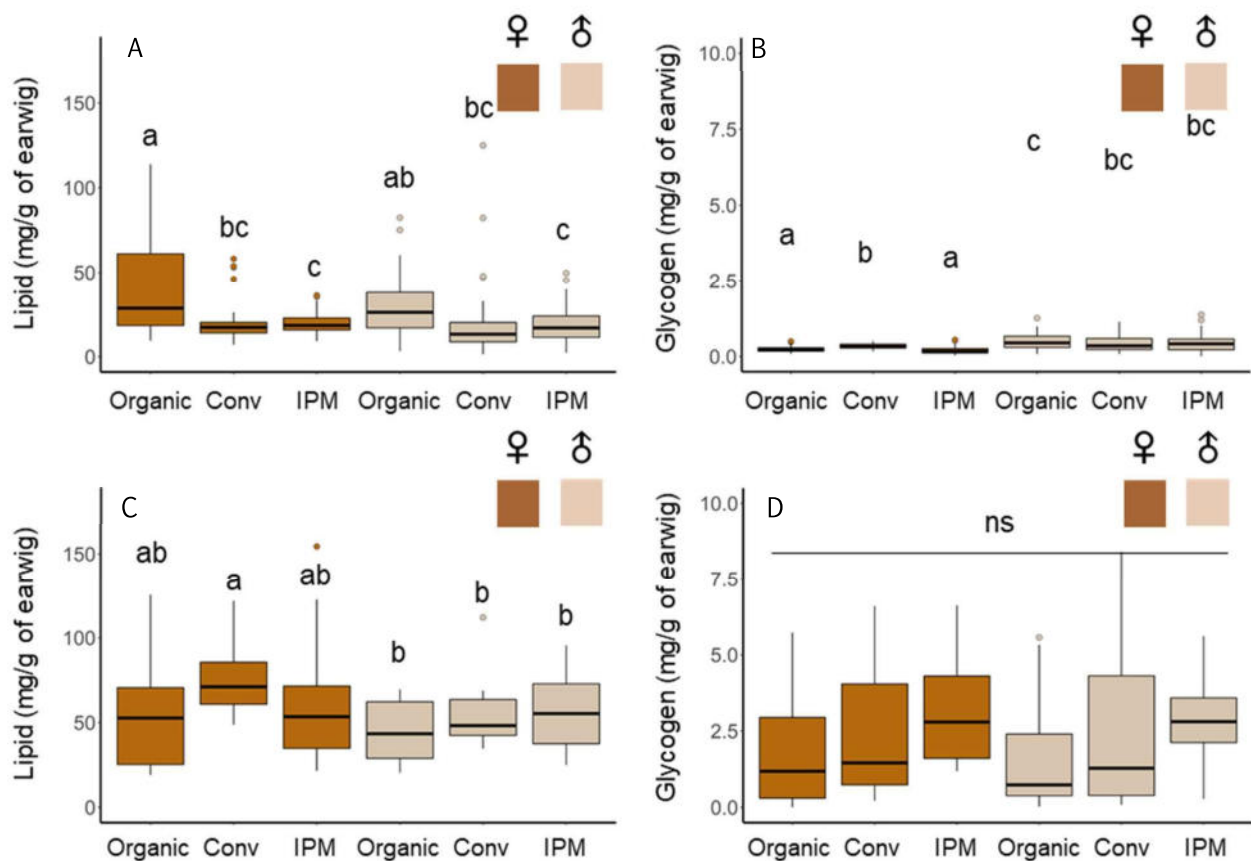 A
♀ ♂
Lipid (mg/g of earwig)
150
100
50
0
a
bc
c
ab
bc
c
Organic Conv IPM Organic Conv IPM
B
♀ ♂
Glycogen (mg/g of earwig)
10.0
7.5
5.0
2.5
0.0
a
b
a
c
bc
bc
Organic Conv IPM Organic Conv IPM
C
♀ ♂
Lipid (mg/g of earwig)
150
100
50
0
ab
a
ab
b
b
b
Organic Conv IPM Organic Conv IPM
D
♀ ♂
Glycogen (mg/g of earwig)
10.0
7.5
5.0
2.5
0.0
ns
Organic Conv IPM Organic Conv IPM